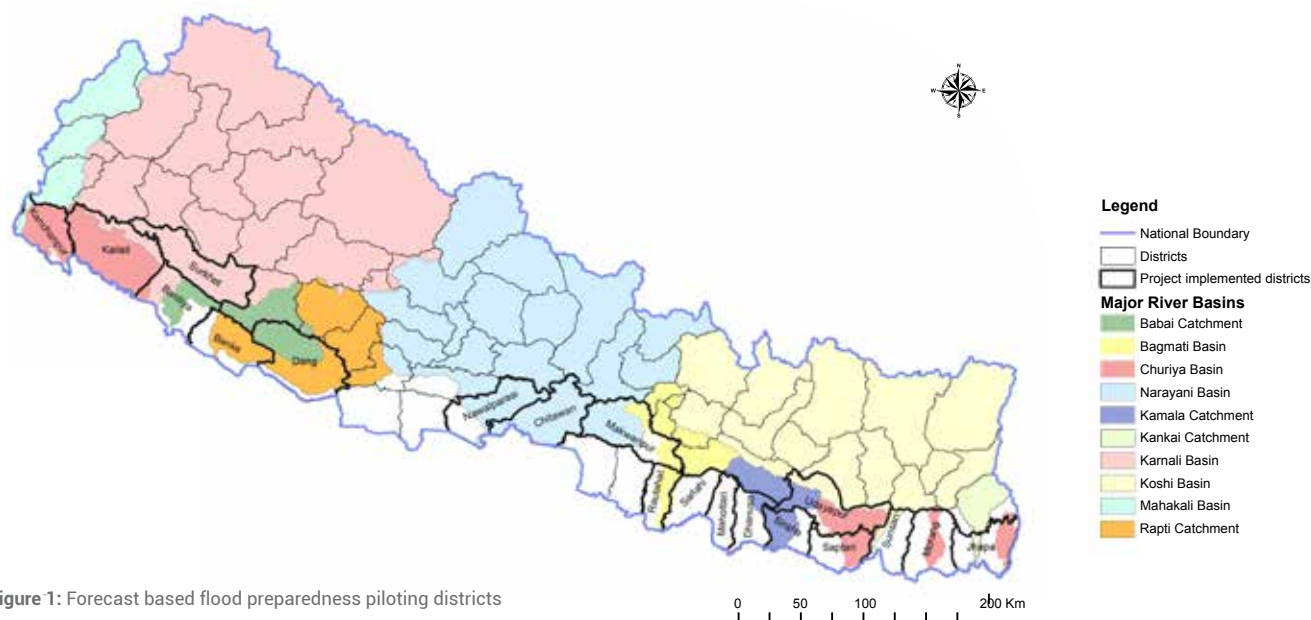 N
W
E
S
Kanchanpur
Kailali
Surkhet
Bardiya
Banke
Dang
Nawalparasi
Chitawan
Makwanpur
Rautahat
Sarlahi
Mahottari
Dhanusa
Siraha
Udayapur
Saptari
Sunsari
Morang
Jhapa
Legend
National Boundary
Districts
Project implemented districts
Major River Basins
Babai Catchment
Bagmati Basin
Churiya Basin
Narayani Basin
Kamala Catchment
Kankai Catchment
Karnali Basin
Koshi Basin
Mahakali Basin
Rapti Catchment
igure 1: Forecast based flood preparedness piloting districts
0 50 100 200 Km